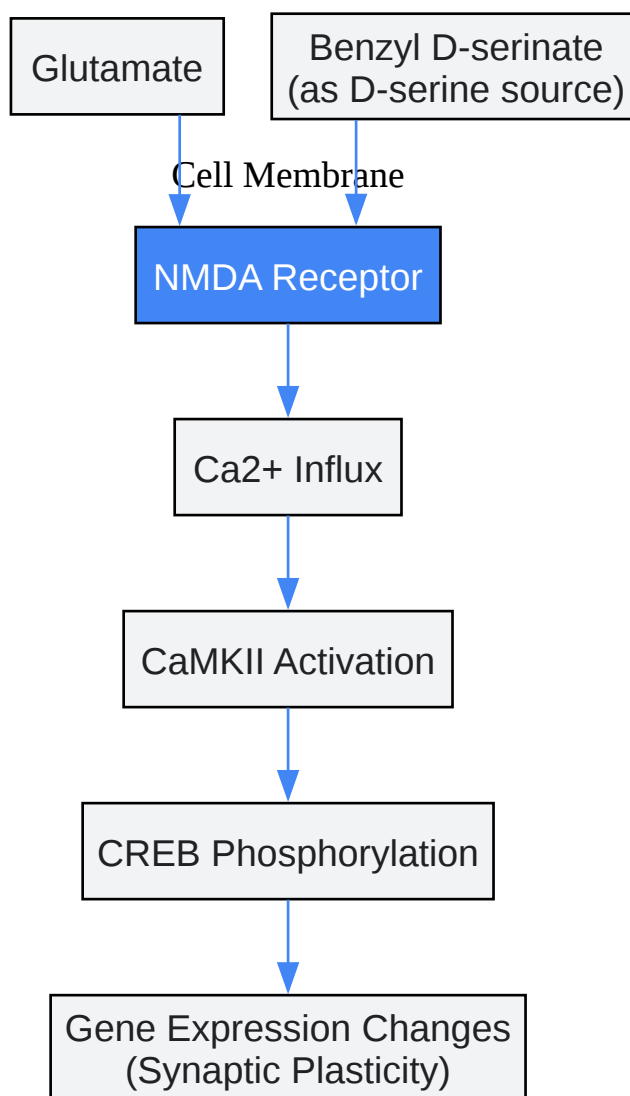 Glutamate
Benzyl D-serinate
(as D-serine source)
Cell Membrane
NMDA Receptor
Ca2+ Influx
CaMKII Activation
CREB Phosphorylation
Gene Expression Changes
(Synaptic Plasticity)